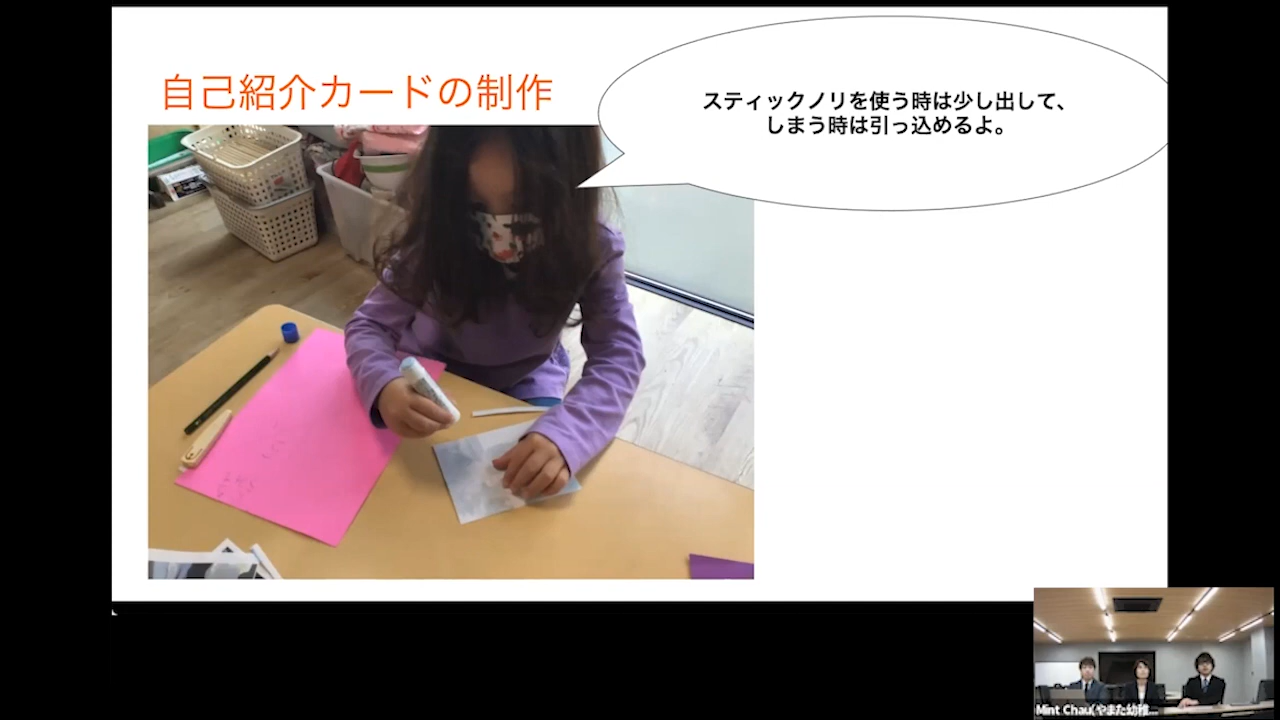 自己紹介カードの制作
スティックノリを使う時は少し出して、
しまう時は引っ込めるよ。
Mint Chau(やまた幼稚...